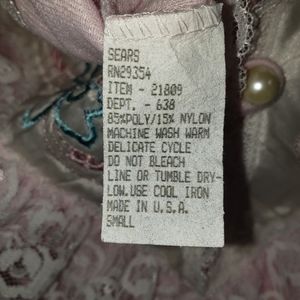 SEARS
RN29354
ITEM - 21809
DEPT. - 638
85%POLY/15% NYLON
MACHINE WASH WARM
DELICATE CYCLE
DO NOT BLEACH
LINE OR TUMBLE DRY-
LOW.USE COOL IRON
MADE IN U.S.A.
SMALL